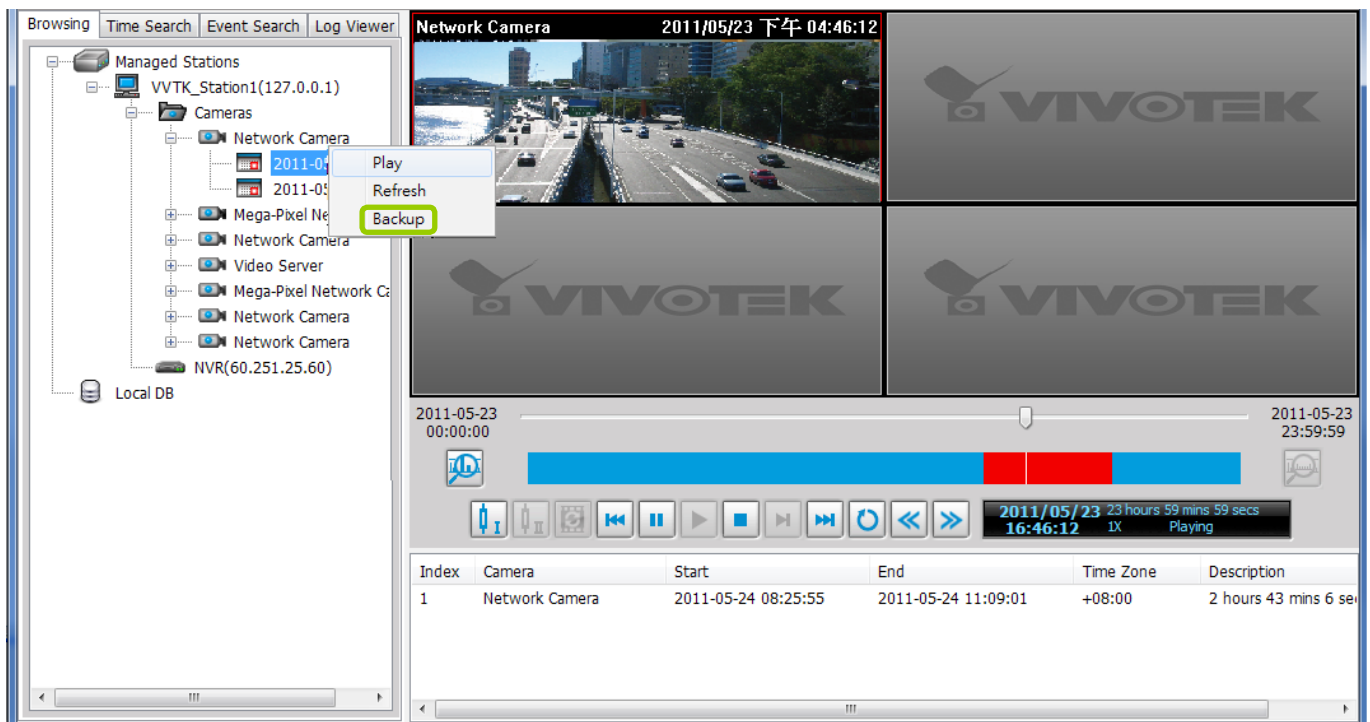 Browsing Time Search Event Search Log Viewer
Managed Stations
VVTK_Station1(127.0.0.1)
Cameras
Network Camera
2011-05
2011-05
Mega-Pixel Ne
Network Camera
Video Server
Mega-Pixel Network Ca
Network Camera
Network Camera
NVR(60.251.25.60)
Local DB
Play
Refresh
Backup
Network Camera 2011/05/23 下午 04:46:12
VIVOTEK
VIVOTEK
VIVOTEK
2011-05-23 2011-05-23
00:00:00 23:59:59
I II
2011/05/23 23 hours 59 mins 59 secs
16:46:12 1X Playing
Index Camera Start End Time Zone Description
1 Network Camera 2011-05-24 08:25:55 2011-05-24 11:09:01 +08:00 2 hours 43 mins 6 sec